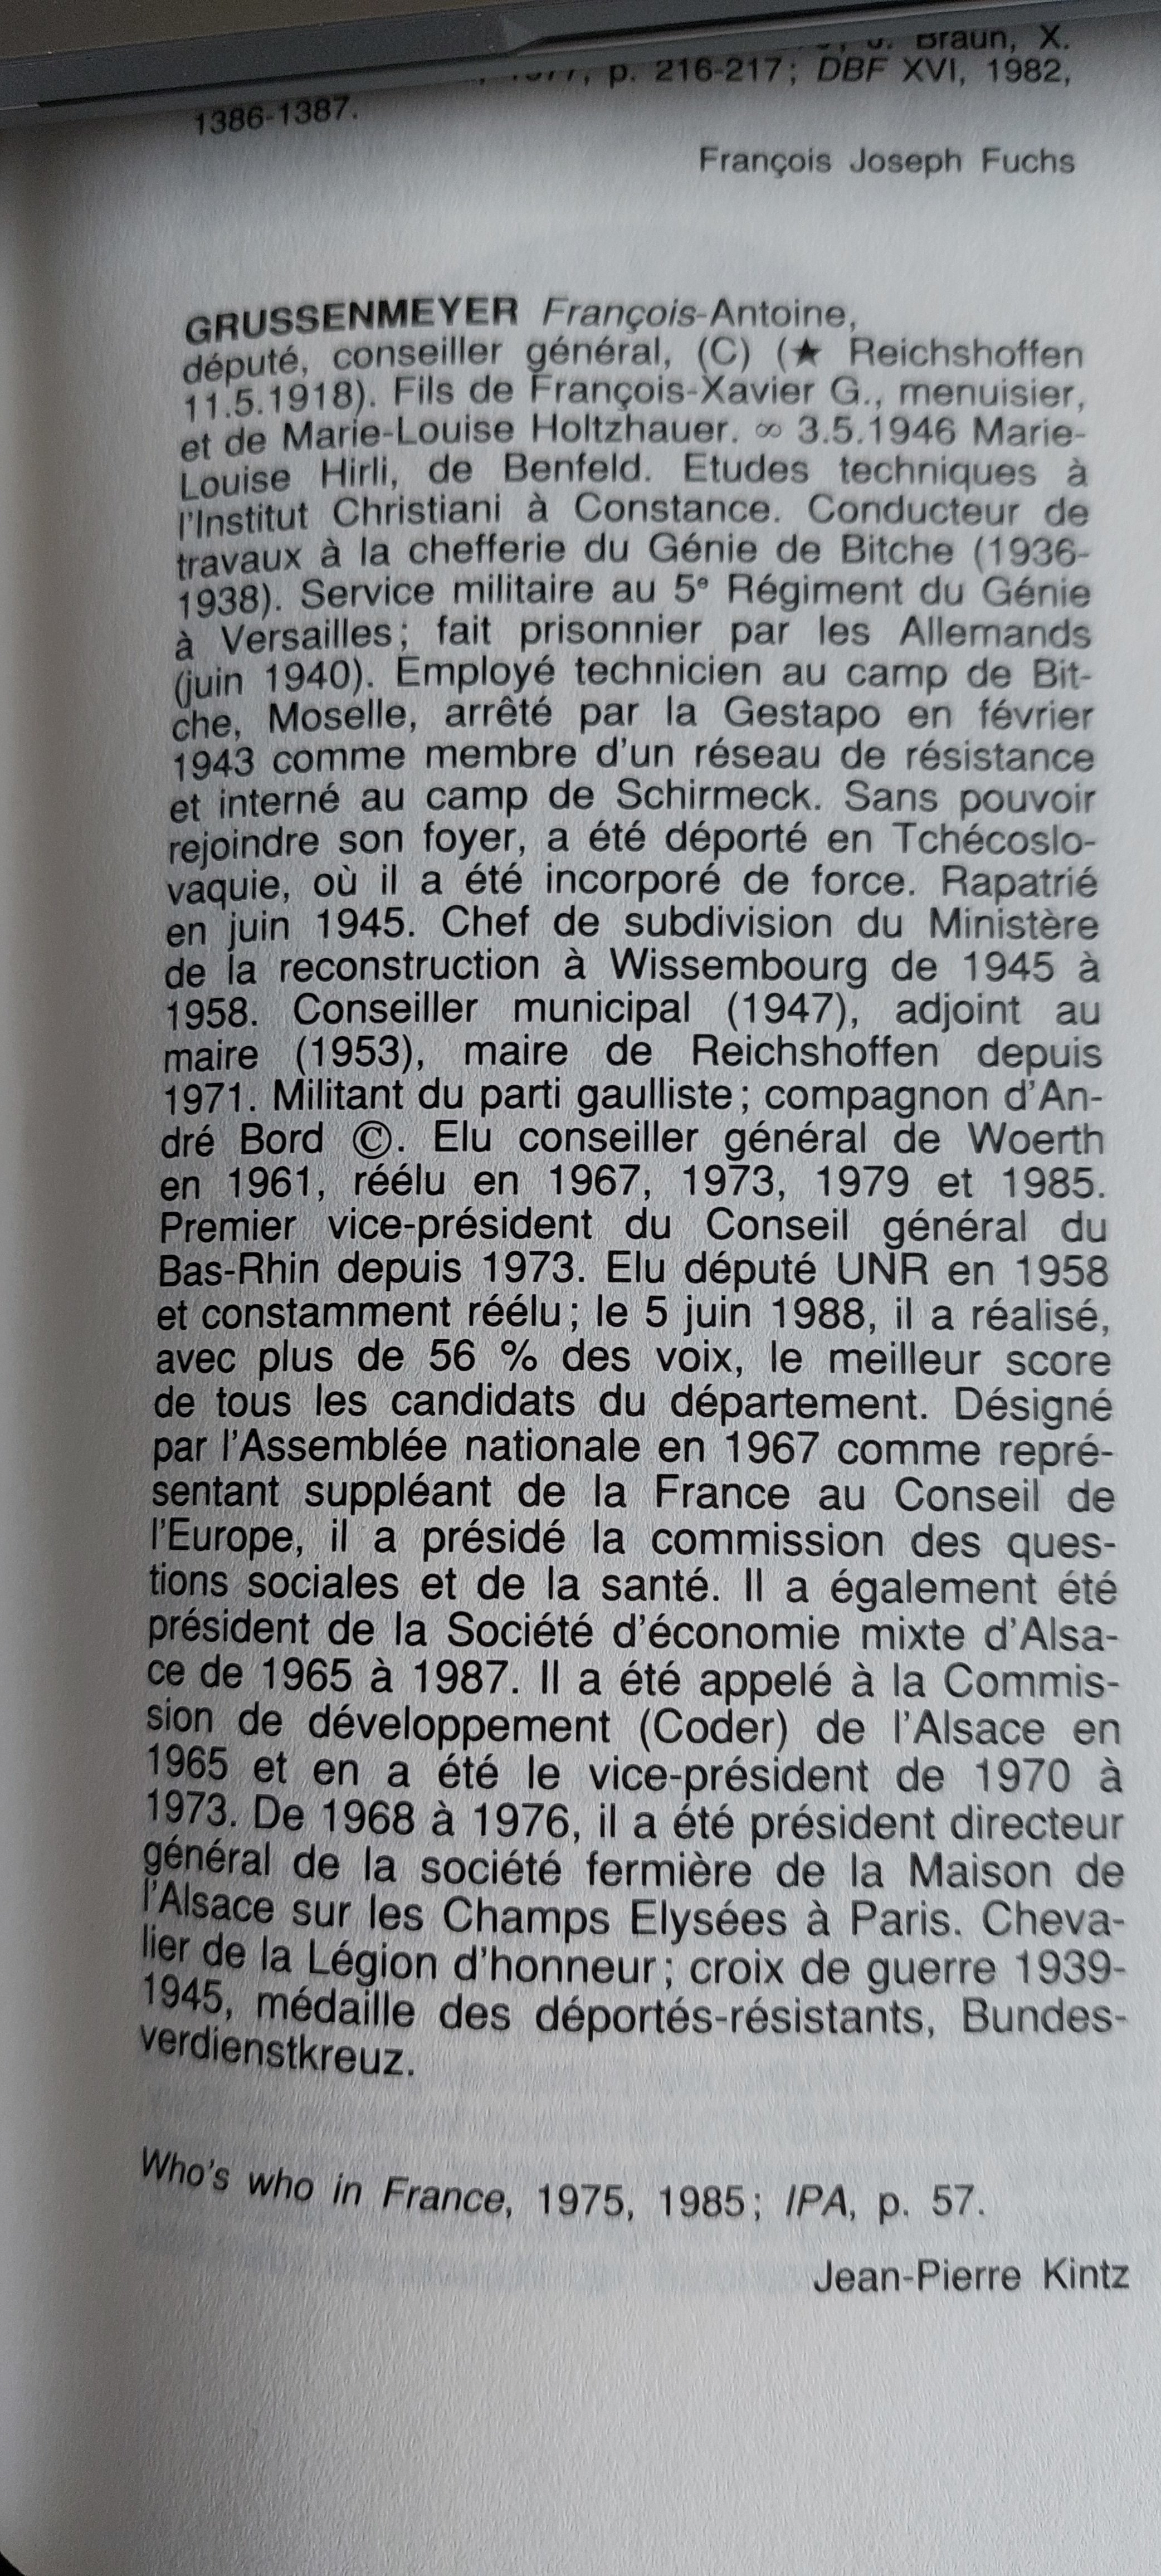 Braun, X.
p. 216-217; DBF XVI, 1982,
1386-1387.
François Joseph Fuchs
GRUSSENMEYER François-Antoine,
député, conseiller général, (C) (★ Reichshoffen
11.5.1918). Fils de François-Xavier G., menuisier,
et de Marie-Louise Holtzhauer. ∞ 3.5.1946 Marie-
Louise Hirli, de Benfeld. Etudes techniques à
l'Institut Christiani à Constance. Conducteur de
travaux à la chefferie du Génie de Bitche (1936-
1938). Service militaire au 5e Régiment du Génie
à Versailles; fait prisonnier par les Allemands
(juin 1940). Employé technicien au camp de Bit-
che, Moselle, arrêté par la Gestapo en février
1943 comme membre d'un réseau de résistance
et interné au camp de Schirmeck. Sans pouvoir
rejoindre son foyer, a été déporté en Tchécoslo-
vaquie, où il a été incorporé de force. Rapatrié
en juin 1945. Chef de subdivision du Ministère
de la reconstruction à Wissembourg de 1945 à
1958. Conseiller municipal (1947), adjoint au
maire (1953), maire de Reichshoffen depuis
1971. Militant du parti gaulliste; compagnon d'An-
dré Bord ©. Elu conseiller général de Woerth
en 1961, réélu en 1967, 1973, 1979 et 1985.
Premier vice-président du Conseil général du
Bas-Rhin depuis 1973. Elu député UNR en 1958
et constamment réélu; le 5 juin 1988, il a réalisé,
avec plus de 56 % des voix, le meilleur score
de tous les candidats du département. Désigné
par l'Assemblée nationale en 1967 comme repré-
sentant suppléant de la France au Conseil de
l'Europe, il a présidé la commission des ques-
tions sociales et de la santé. Il a également été
président de la Société d'économie mixte d'Alsa-
ce de 1965 à 1987. Il a été appelé à la Commis-
sion de développement (Coder) de l'Alsace en
1965 et en a été le vice-président de 1970 à
1973. De 1968 à 1976, il a été président directeur
général de la société fermière de la Maison de
l'Alsace sur les Champs Elysées à Paris. Cheva-
lier de la Légion d'honneur; croix de guerre 1939-
1945, médaille des déportés-résistants, Bundes-
verdienstkreuz.
Who's who in France, 1975, 1985; IPA, p. 57.
Jean-Pierre Kintz